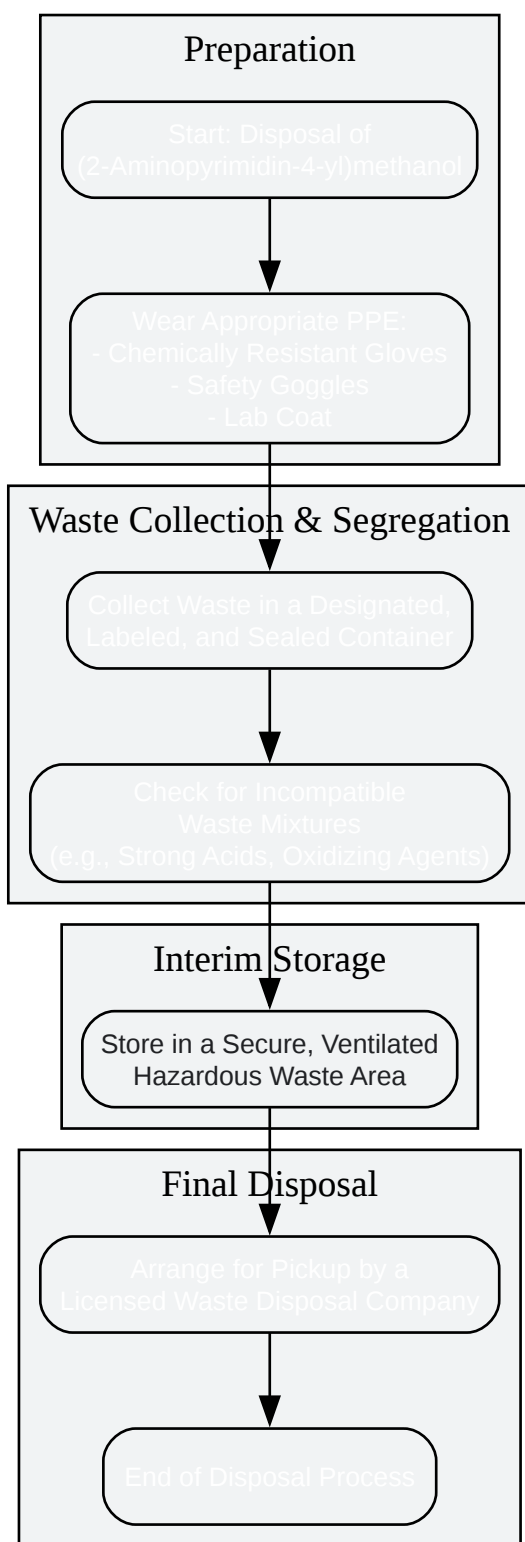 Preparation
Start: Disposal of
(2-Aminopyrimidin-4-yl)methanol
Wear Appropriate PPE:
- Chemically Resistant Gloves
- Safety Goggles
- Lab Coat
Waste Collection & Segregation
Collect Waste in a Designated,
Labeled, and Sealed Container
Check for Incompatible
Waste Mixtures
(e.g., Strong Acids, Oxidizing Agents)
Interim Storage
Store in a Secure, Ventilated
Hazardous Waste Area
Final Disposal
Arrange for Pickup by a
Licensed Waste Disposal Company
End of Disposal Process